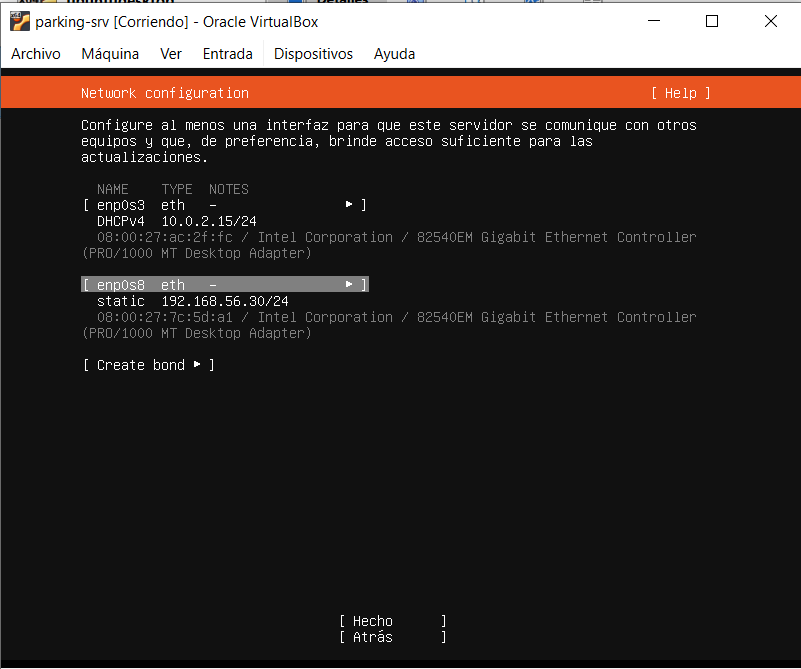 parking-srv [Corriendo] - Oracle VirtualBox
Archivo Máquina Ver Entrada Dispositivos Ayuda
Network configuration [ Help ]
Configure al menos una interfaz para que este servidor se comunique con otros
equipos y que, de preferencia, brinde acceso suficiente para las
actualizaciones.
NAME TYPE NOTES
[ enp0s3 eth - ▸ ]
DHCPv4 10.0.2.15/24
08:00:27:ac:2f:fc / Intel Corporation / 82540EM Gigabit Ethernet Controller
(PRO/1000 MT Desktop Adapter)
[ enp0s8 eth - ▸ ]
static 192.168.56.30/24
08:00:27:7c:5d:a1 / Intel Corporation / 82540EM Gigabit Ethernet Controller
(PRO/1000 MT Desktop Adapter)
[ Create bond ▸ ]
[ Hecho ]
[ Atrás ]